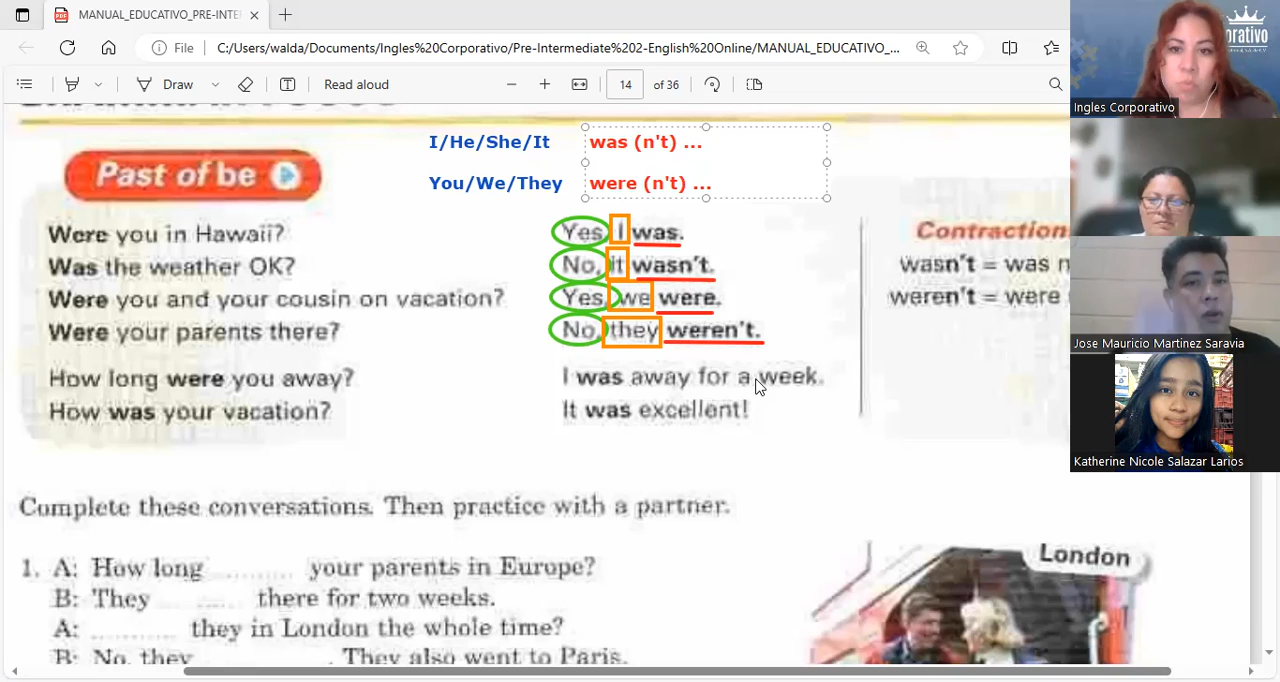 MANUAL_EDUCATIVO_PRE-INTER
File
C:/Users/walda/Documents/Ingles%20Corporativo/Pre-Intermediate%202-English%20Online/MANUAL_EDUCATIVO_...
Draw
Read aloud
14
of 36
I/He/She/It was (n't) ...
You/We/They were (n't) ...
Past of be
Were you in Hawaii? Yes, I was.
Was the weather OK? No, it wasn't.
Were you and your cousin on vacation? Yes, we were.
Were your parents there? No, they weren't.
How long were you away? I was away for a week.
How was your vacation? It was excellent!
Contraction
wasn't = was n
weren't = were
Complete these conversations. Then practice with a partner.
1. A: How long .......... your parents in Europe?
B: They ...... there for two weeks.
A: ........... they in London the whole time?
B: No, they . They also went to Paris.
London
orativo
Ingles Corporativo
Jose Mauricio Martinez Saravia
Katherine Nicole Salazar Larios